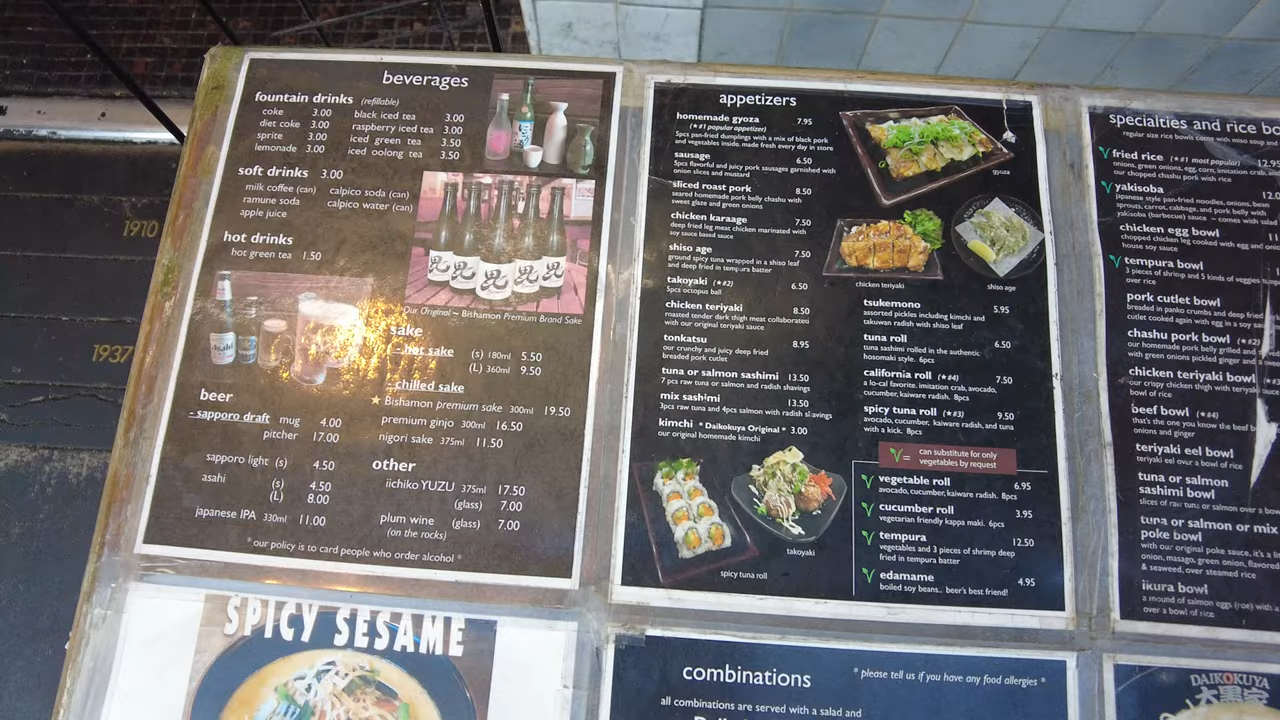 1910
1937
beverages
fountain drinks (refillable)
coke 3.00
diet coke 3.00
sprite 3.00
lemonade 3.00
black iced tea 3.00
raspberry iced tea 3.00
iced green tea 3.50
iced oolong tea 3.50
soft drinks 3.00
milk coffee (can)
ramune soda
apple juice
calpico soda (can)
calpico water (can)
hot drinks
hot green tea 1.50
Our Original ~ Bishamon Premium Brand Sake
Asahi
sake
- hot sake (s) 180ml 5.50
(L) 360ml 9.50
- chilled sake
★ Bishamon premium sake 300ml 19.50
premium ginjo 300ml 16.50
nigori sake 375ml 11.50
beer
- sapporo draft mug 4.00
pitcher 17.00
sapporo light (s) 4.50
asahi (s) 4.50
(L) 8.00
japanese IPA 330ml 11.00
other
iichiko YUZU 375ml 17.50
(glass) 7.00
plum wine (glass) 7.00
(on the rocks)
* our policy is to card people who order alcohol *
appetizers
homemade gyoza 7.95
(★#1 popular appetizer)
5pcs pan-fried dumplings with a mix of black pork
and vegetables inside. made fresh every day in store
sausage 6.50
5pcs flavorful and juicy pork sausages garnished with
onion slices and mustard
sliced roast pork 8.50
seared homemade pork belly chashu with
sweet glaze and green onions
chicken karaage 7.50
deep fried leg meat chicken marinated with
soy sauce based sauce
shiso age 7.50
ground spicy tuna wrapped in a shiso leaf
and deep fried in tempura batter
takoyaki (★#2) 6.50
5pcs octopus ball
chicken teriyaki 8.50
roasted tender dark thigh meat collaborated
with our original teriyaki sauce
tonkatsu 8.95
our crunchy and juicy deep fried
breaded pork cutlet
tuna or salmon sashimi 13.50
7 pcs raw tuna or salmon and radish shavings
mix sashimi 13.50
3pcs raw tuna and 4pcs salmon with radish shavings
kimchi * Daikokuya Original * 3.00
our original homemade kimchi
gyoza
chicken teriyaki
shiso age
tsukemono 5.95
assorted pickles including kimchi and
takuwan radish with shiso leaf
tuna roll 6.50
tuna sashimi rolled in the authentic
hosomaki style. 6pcs
california roll (★#4) 7.50
a lo-cal favorite. imitation crab, avocado,
cucumber, kaiware radish. 8pcs
spicy tuna roll (★#3) 9.50
avocado, cucumber, kaiware radish, and tuna
with a kick. 8pcs
= can substitute for only
vegetables by request
vegetable roll 6.95
avocado, cucumber, kaiware radish. 8pcs
cucumber roll 3.95
vegetarian friendly kappa maki. 6pcs
tempura 12.50
vegetables and 3 pieces of shrimp deep
fried in tempura batter
edamame 4.95
boiled soy beans.. beer's best friend!
spicy tuna roll
takoyaki
specialties and rice bo
regular size rice bowls come with miso soup and
fried rice (★#1 most popular) 12.95
onions, green onions, egg, corn, imitation crab, and
our chopped chashu pork with rice
yakisoba 12.0
japanese style pan-fried noodles, onions, bean
sprouts, carrot, cabbage, and pork belly with
yakisoba (barbecue) sauce ~ comes with salad
chicken egg bowl 11
chopped chicken leg cooked with egg and onion
house soy sauce
tempura bowl
3 pieces of shrimp and 5 kinds of veggies
over rice
pork cutlet bowl
breaded in panko crumbs and deep fried
cutlet cooked again with egg in a soy
chashu pork bowl (★#2)
our homemade pork belly grilled and
with green onions pickled ginger and
chicken teriyaki bowl
our crispy chicken thigh with teriyaki
bowl of rice
beef bowl (★#4)
that's the one you know the beef
onions and ginger
teriyaki eel bowl
teriyaki eel over a bowl of rice
tuna or salmon
sashimi bowl
slices of raw tuna or salmon over a bow
tuna or salmon or mix
poke bowl
with our original poke sauce, it's a
onion, masago, green onion, flavored
& seaweed, over steamed rice
ikura bowl
a mound of salmon eggs (roe) with a
over a bowl of rice
SPICY SESAME
combinations
* please tell us if you have any food allergies *
all combinations are served with a salad and
DAIKOKUYA
大黒家